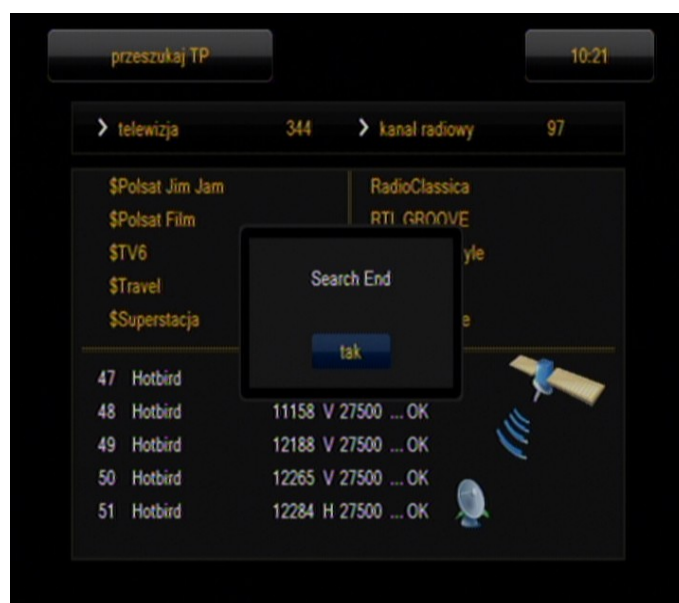 przeszukaj TP
10:21
telewizja 344 kanal radiowy 97
$Polsat Jim Jam RadioClassica
$Polsat Film RTL GROOVE
$TV6 yle
$Travel
$Superstacja e
Search End
tak
47 Hotbird
48 Hotbird 11158 V 27500 ... OK
49 Hotbird 12188 V 27500 ... OK
50 Hotbird 12265 V 27500 ... OK
51 Hotbird 12284 H 27500 ... OK